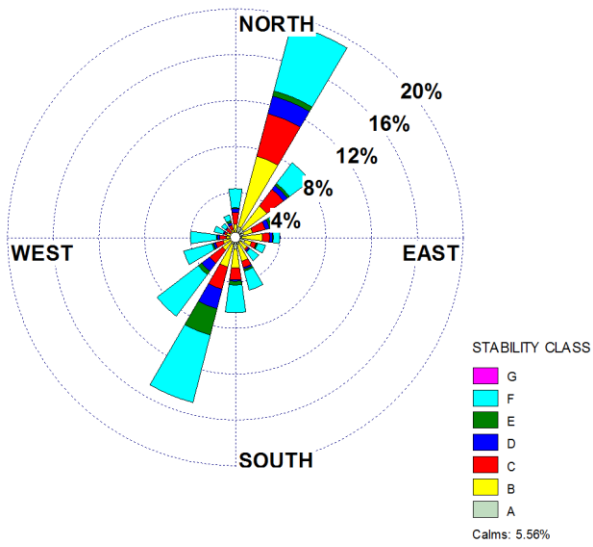 NORTH
20%
16%
12%
8%
4%
WEST
EAST
SOUTH
STABILITY CLASS
G
F
E
D
C
B
A
Calms: 5.56%